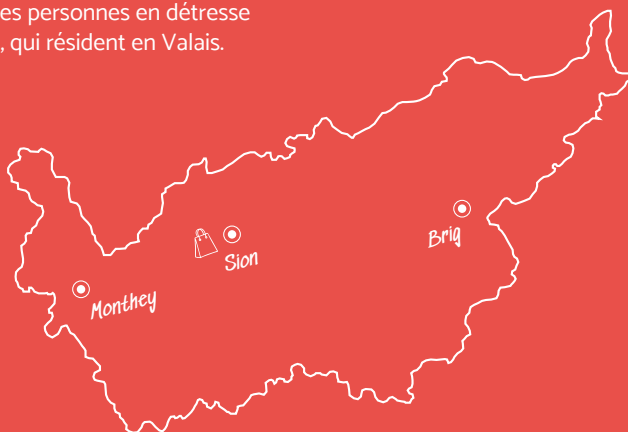 es personnes en détresse
, qui résident en Valais.
Brig
Sion
Monthey